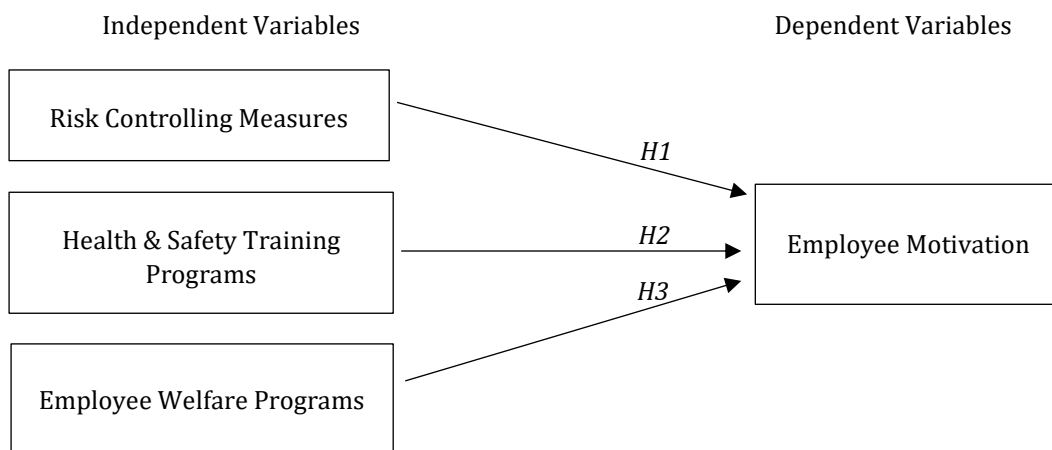 Independent Variables
Dependent Variables
Risk Controlling Measures
H1
Health & Safety Training
Programs
H2
Employee Motivation
H3
Employee Welfare Programs